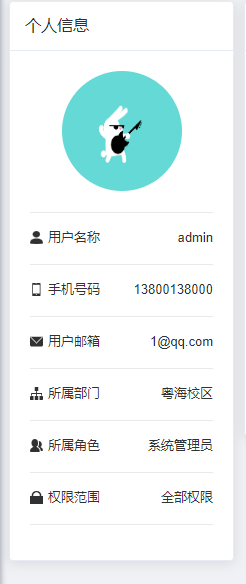 个人信息
用户名称 admin
手机号码 13800138000
用户邮箱 1@qq.com
所属部门 粤海校区
所属角色 系统管理员
权限范围 全部权限